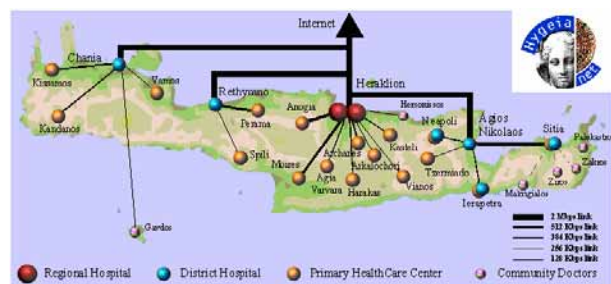 Internet
Hygeia net
Chania
Kissamos
Vamos
Rethymno
Heraklion
Kandanos
Perama
Anogia
Hersonissos
Agios
Nikolaos
Neapoli
Sitia
Palekastro
Spili
Moires
Archanes
Kasteli
Arkalochori
Tzermiado
Zakros
Ziros
Agia
Varvara
Harakas
Vianos
Makrigialos
Ierapetra
Gavdos
2 Mbps link
512 Kbps link
384 Kbps link
256 Kbps link
128 Kbps link
Regional Hospital
District Hospital
Primary HealthCare Center
Community Doctors